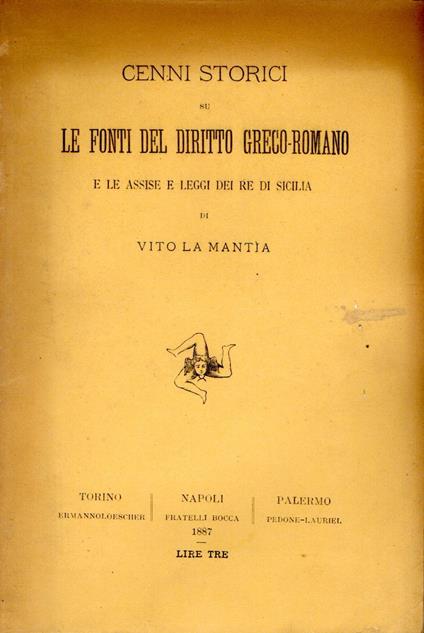 CENNI STORICI
SU
LE FONTI DEL DIRITTO GRECO-ROMANO
E LE ASSISE E LEGGI DEI RE DI SICILIA
DI
VITO LA MANTÌA
TORINO
ERMANNO LOESCHER
NAPOLI
FRATELLI BOCCA
PALERMO
PEDONE-LAURIEL
1887
LIRE TRE